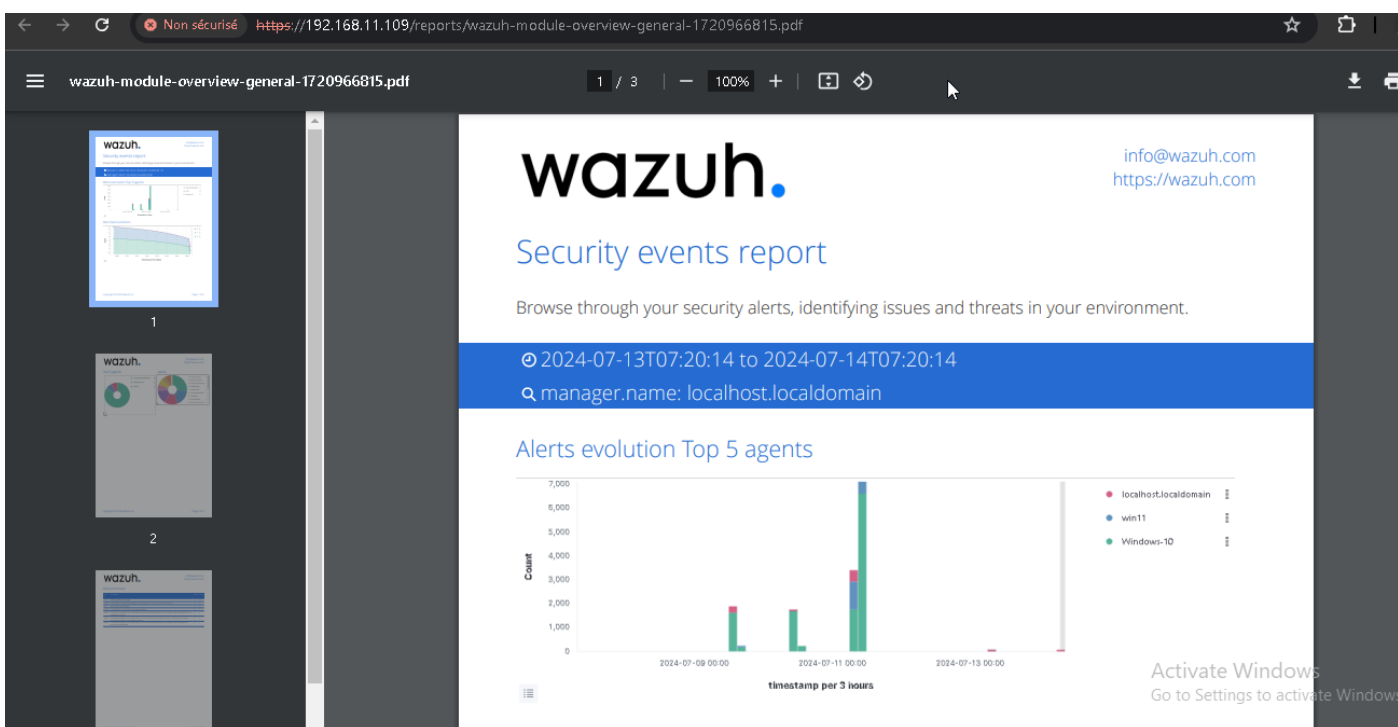 Non sécurisé https://192.168.11.109/reports/wazuh-module-overview-general-1720966815.pdf
wazuh-module-overview-general-1720966815.pdf 1 / 3 | − 100% + |
wazuh.
Security events report
1
wazuh.
2
wazuh.
wazuh.
info@wazuh.com
https://wazuh.com
Security events report
Browse through your security alerts, identifying issues and threats in your environment.
2024-07-13T07:20:14 to 2024-07-14T07:20:14
manager.name: localhost.localdomain
Alerts evolution Top 5 agents
7,000
6,000
5,000
4,000
3,000
2,000
1,000
0
Count
2024-07-09 00:00 2024-07-11 00:00 2024-07-13 00:00
timestamp per 3 hours
localhost.localdomain
win11
Windows-10
Activate Windows
Go to Settings to activate Windows